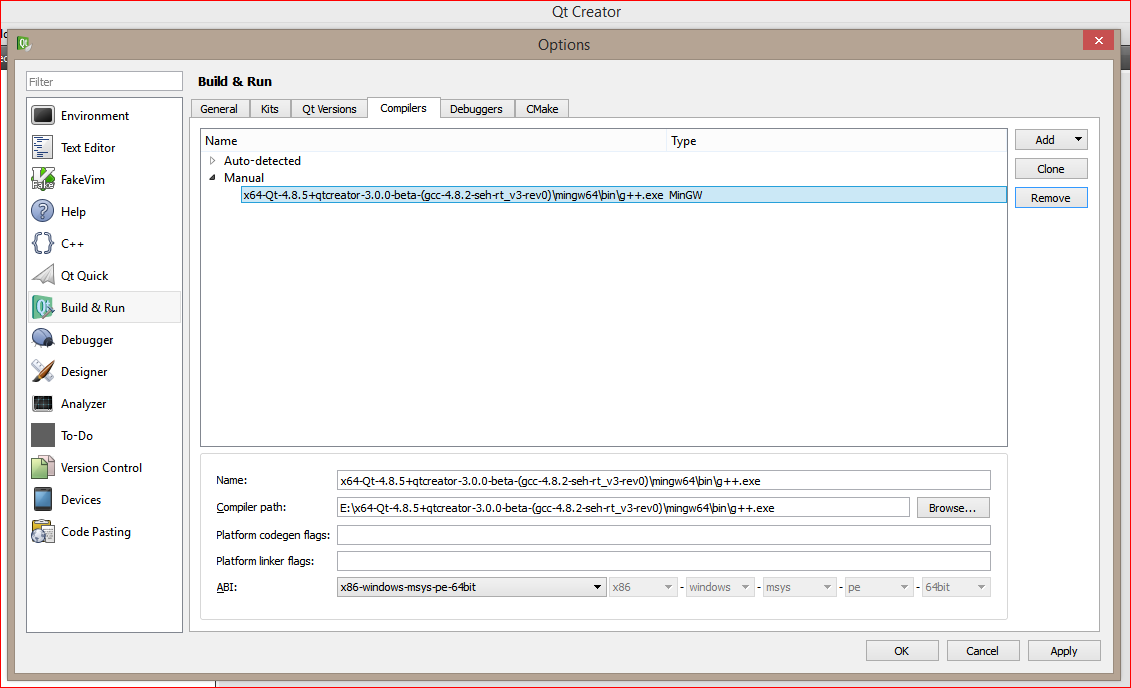 Qt Creator
Options
Filter
Build & Run
Environment
Text Editor
FakeVim
Help
C++
Qt Quick
Build & Run
Debugger
Designer
Analyzer
To-Do
Version Control
Devices
Code Pasting
General Kits Qt Versions Compilers Debuggers CMake
Name Type
Auto-detected
Manual
x64-Qt-4.8.5+qtcreator-3.0.0-beta-(gcc-4.8.2-seh-rt_v3-rev0)\mingw64\bin\g++.exe MinGW
Add
Clone
Remove
Name: x64-Qt-4.8.5+qtcreator-3.0.0-beta-(gcc-4.8.2-seh-rt_v3-rev0)\mingw64\bin\g++.exe
Compiler path: E:\x64-Qt-4.8.5+qtcreator-3.0.0-beta-(gcc-4.8.2-seh-rt_v3-rev0)\mingw64\bin\g++.exe Browse...
Platform codegen flags:
Platform linker flags:
ABI: x86-windows-msys-pe-64bit x86 - windows - msys - pe - 64bit
OK Cancel Apply